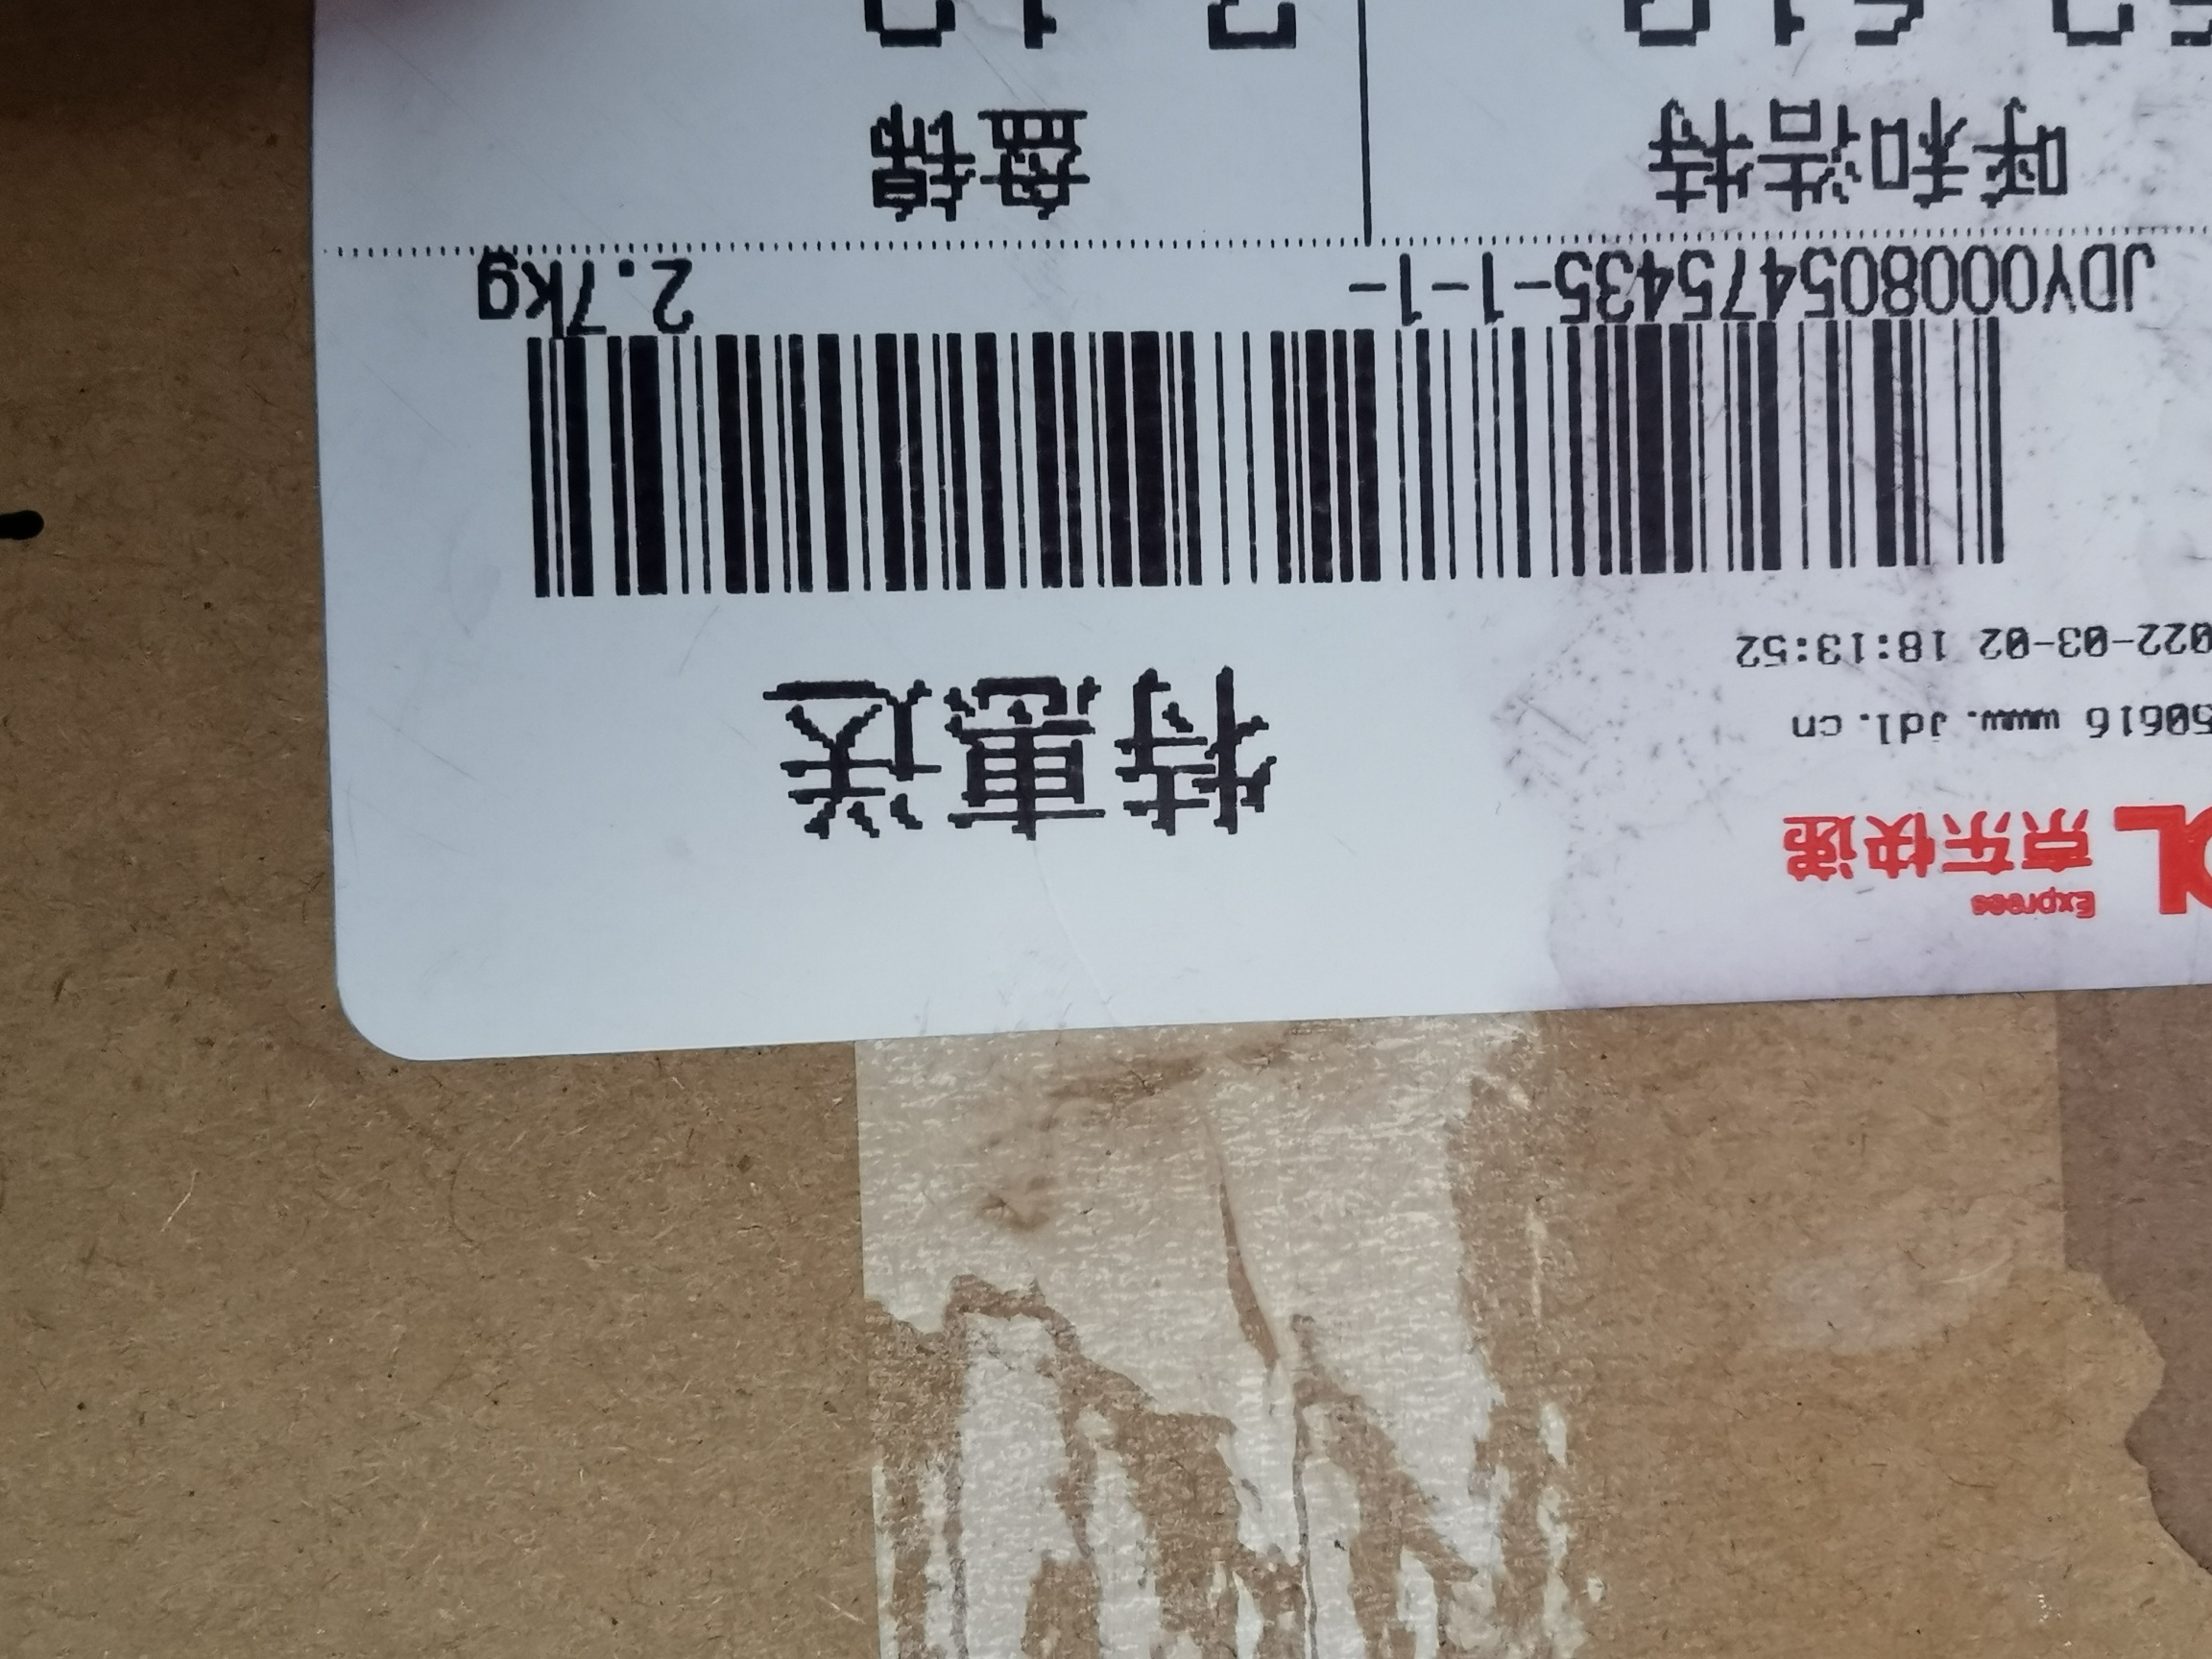 Express
DL 京东快递
特惠送
50616 www.jdl.cn
022-03-02 18:13:52
JDY000805475435-1-1- 2.7kg
呼和浩特 盘锦